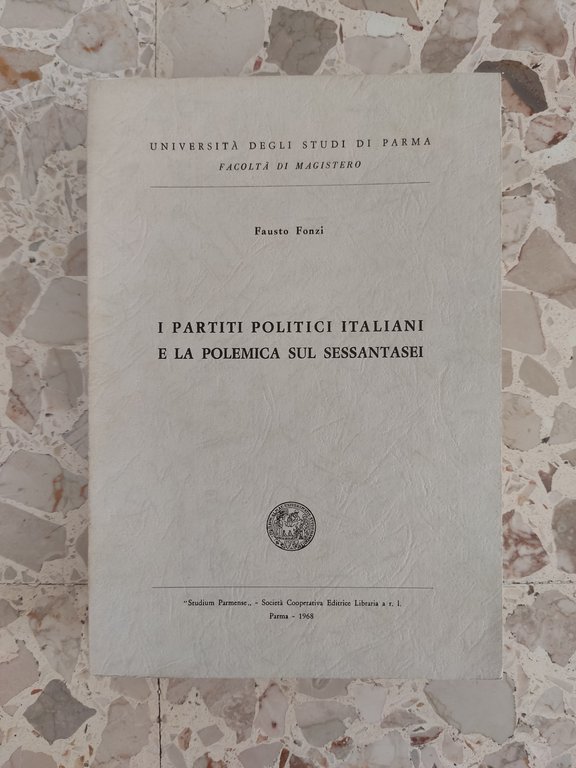 UNIVERSITÀ DEGLI STUDI DI PARMA
FACOLTÀ DI MAGISTERO
Fausto Fonzi
I PARTITI POLITICI ITALIANI
E LA POLEMICA SUL SESSANTASEI
"Studium Parmense„ - Società Cooperativa Editrice Libraria a r. l.
Parma - 1968